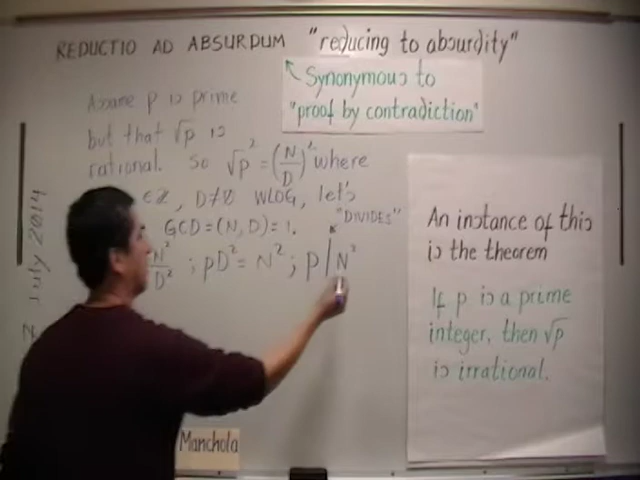 REDUCTIO AD ABSURDUM "reducing to absurdity"
Synonymous to
"proof by contradiction"
Assume p is prime
but that √p is
rational. So √p² = (N/D)² where
∈ℤ, D≠0 WLOG, let's
GCD=(N,D)=1.
"DIVIDES"
N²/D² ; pD² = N² ; p | N²
An instance of this
is the theorem
If p is a prime
integer, then √p
is irrational.
July 2014
Manchola